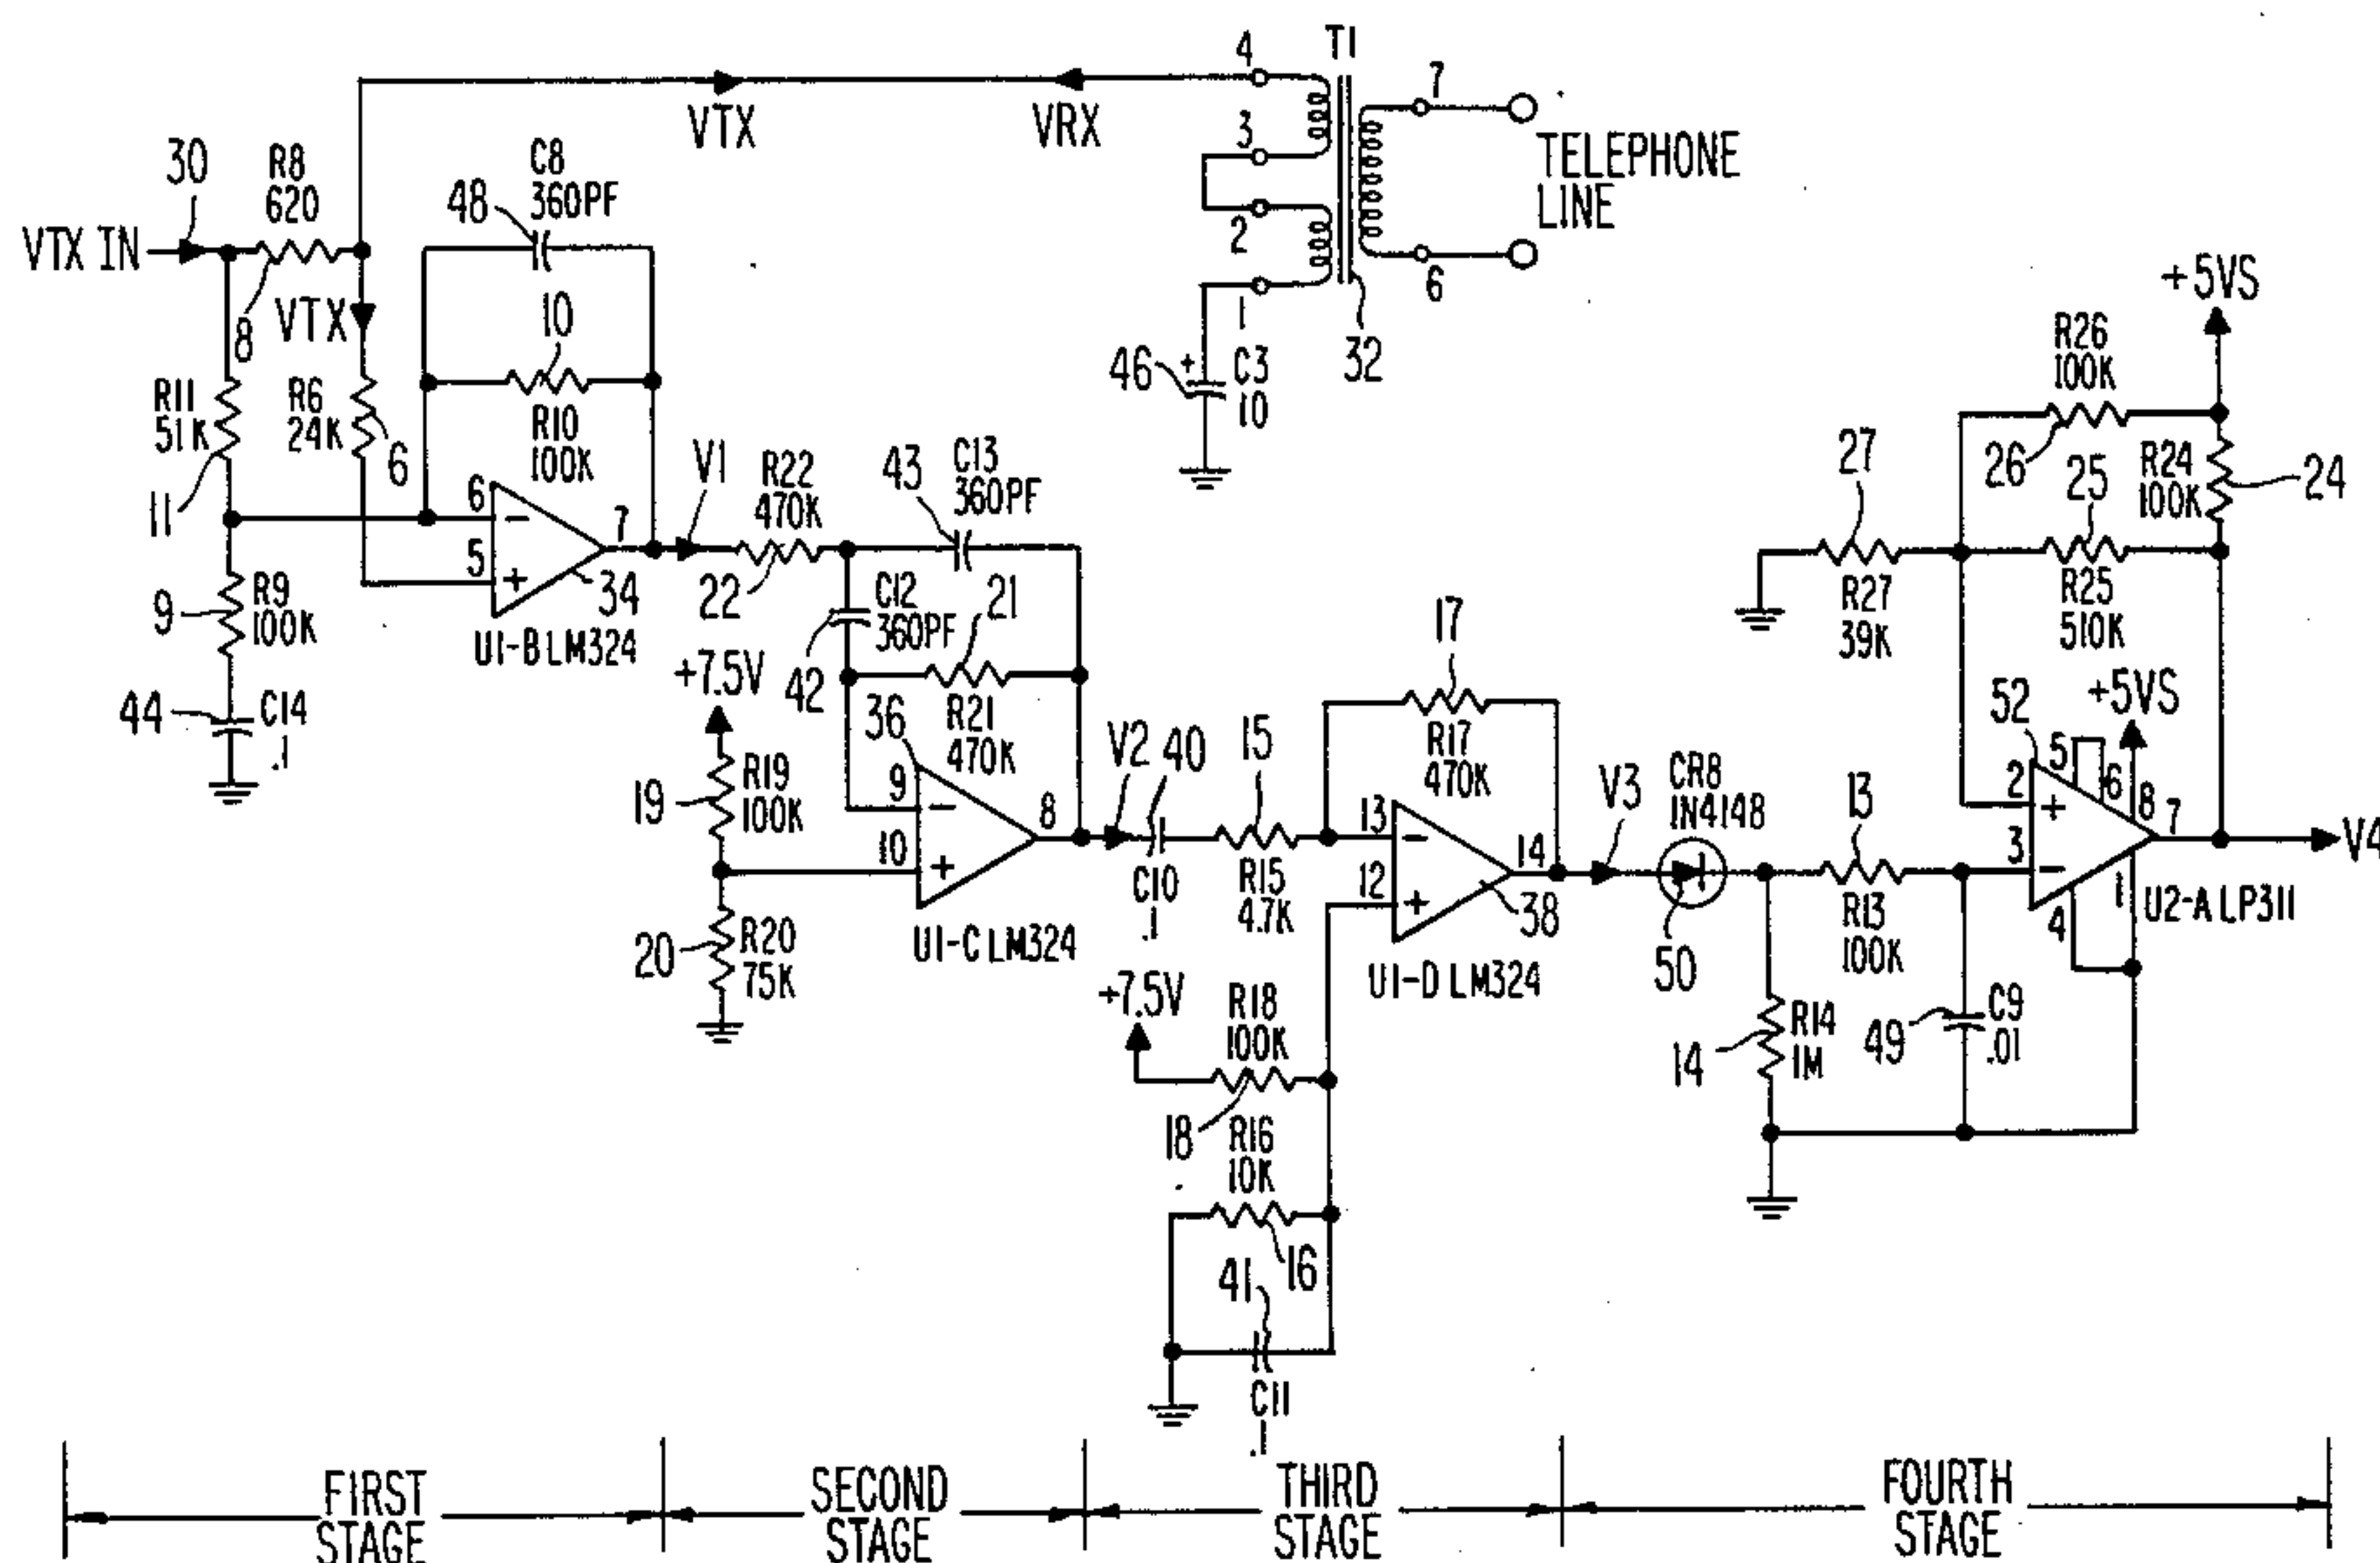 T1
4
7
VTX
VRX
3
TELEPHONE
LINE
2
6
1
32
46
+
C3
10
30
R8
620
48
C8
360PF
VTX IN
8
VTX
10
R10
100K
R11
51K
R6
24K
6
11
6
5
-
+
7
34
U1-B LM324
9
R9
100K
44
C14
.1
V1
R22
470K
22
43
C13
360PF
C12
360PF
42
21
R21
470K
+7.5V
36
19
R19
100K
20
R20
75K
9
10
-
+
8
U1-C LM324
V2
40
C10
.1
15
R15
4.7K
17
R17
470K
13
12
-
+
14
38
U1-D LM324
+7.5V
R18
100K
18
R16
10K
16
41
C11
.1
V3
CR8
1N4148
50
13
R13
100K
14
R14
1M
49
C9
.01
+5VS
R26
100K
26
27
R27
39K
25
R25
510K
R24
100K
24
52
+5VS
5
6
8
2
+
3
-
7
4
1
V4
U2-A LP311
FIRST
STAGE
SECOND
STAGE
THIRD
STAGE
FOURTH
STAGE